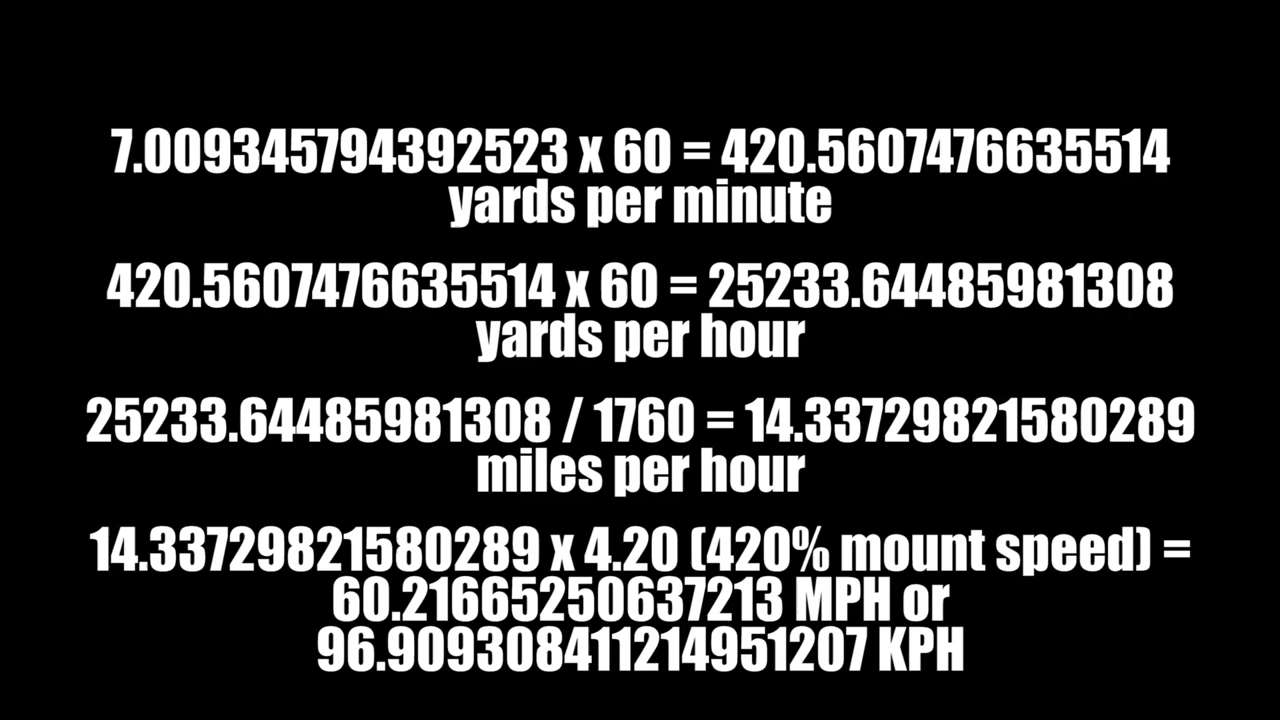 7.009345794392523 x 60 = 420.5607476635514
yards per minute
420.5607476635514 x 60 = 25233.64485981308
yards per hour
25233.64485981308 / 1760 = 14.33729821580289
miles per hour
14.33729821580289 x 4.20 (420% mount speed) =
60.21665250637213 MPH or
96.909308411214951207 KPH